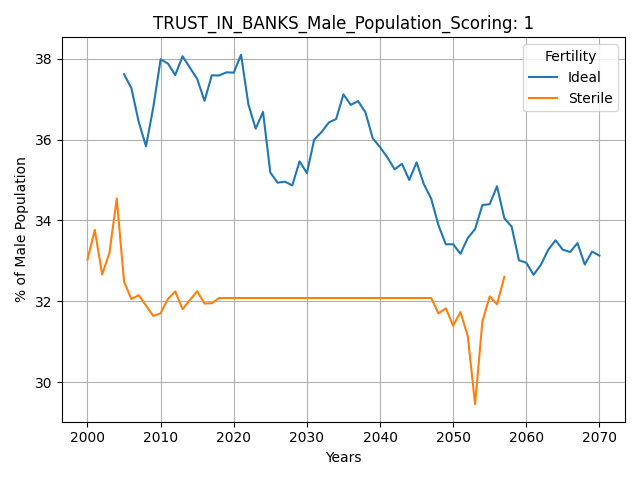 TRUST_IN_BANKS_Male_Population_Scoring: 1
Fertility
Ideal
Sterile
% of Male Population
38
36
34
32
30
2000 2010 2020 2030 2040 2050 2060 2070
Years